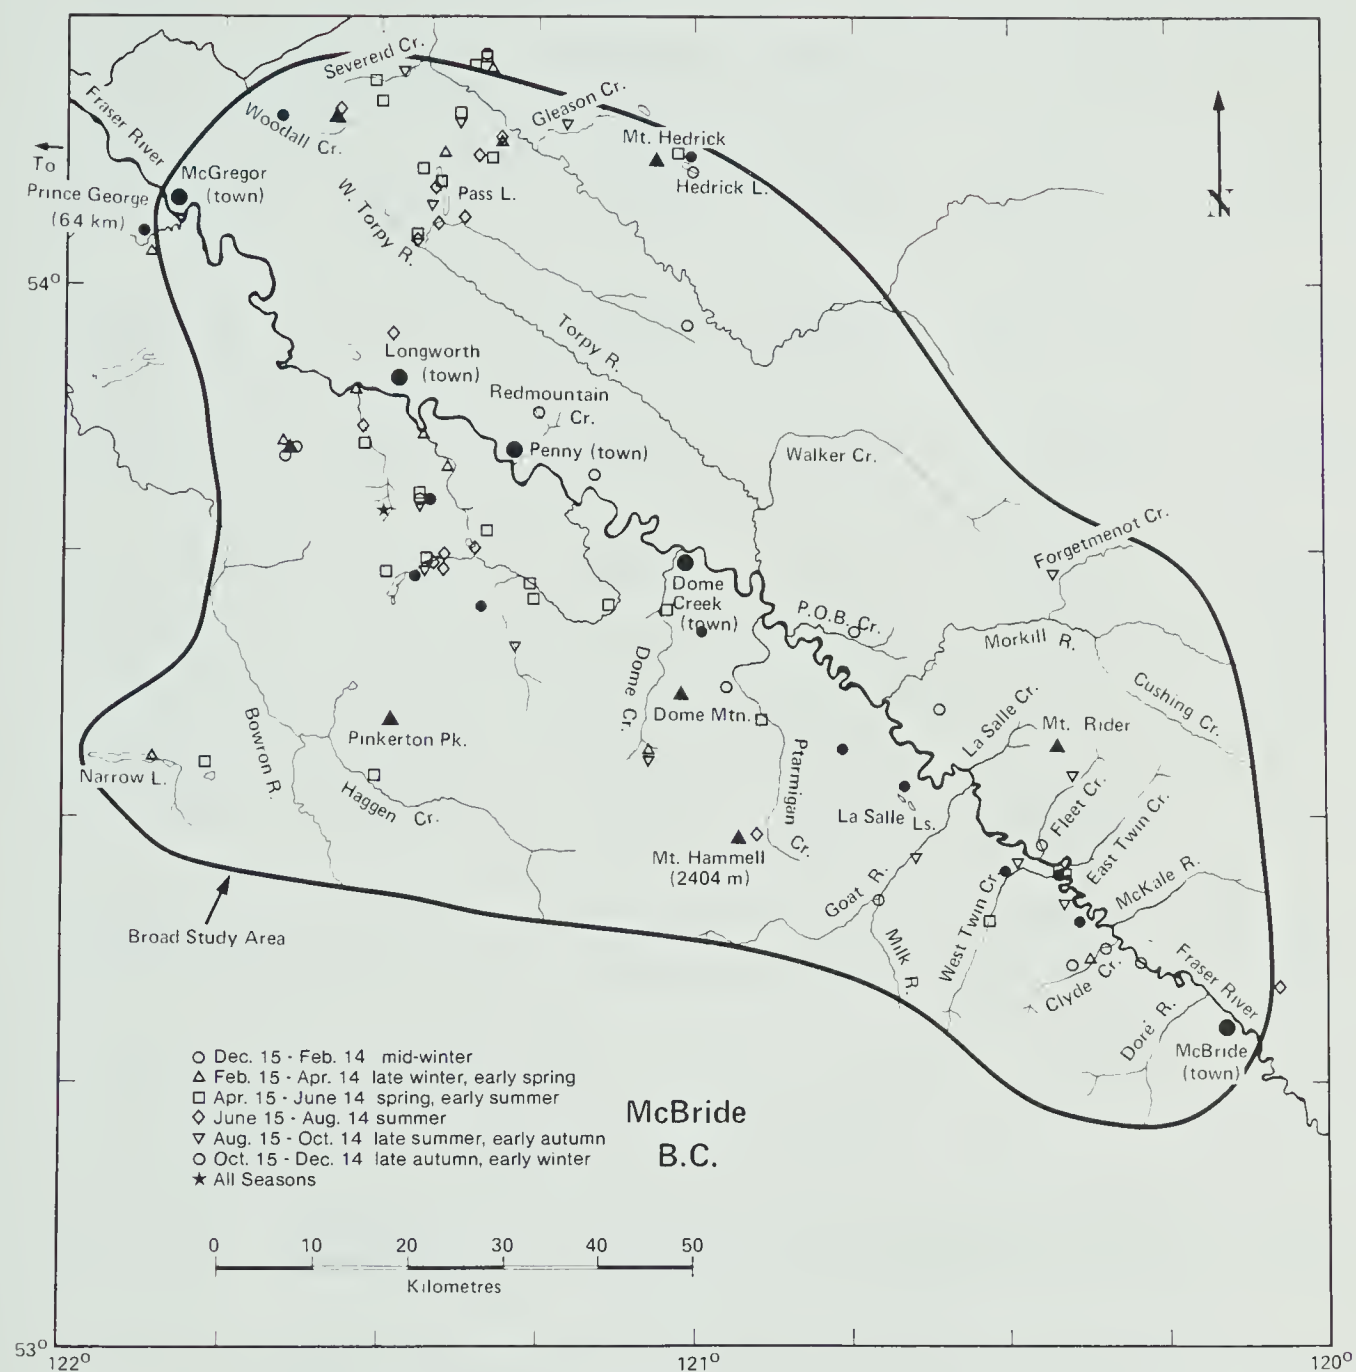 Severeid Cr.
Fraser River
Woodall Cr.
Gleason Cr.
Mt. Hedrick
Hedrick L.
N
To
Prince George
(64 km)
McGregor
(town)
W. Torpy R.
Pass L.
54°
Torpy R.
Longworth
(town)
Redmountain
Cr.
Penny (town)
Walker Cr.
Forgetmenot Cr.
Dome
Creek
(town)
P.O.B. Cr.
Morkill R.
Cushing Cr.
Dome Cr.
Dome Mtn.
La Salle Cr.
Mt. Rider
Bowron R.
Pinkerton Pk.
Narrow L.
Haggen Cr.
Ptarmigan Cr.
La Salle Ls.
Fleet Cr.
East Twin Cr.
Mt. Hammell
(2404 m)
Goat R.
West Twin Cr.
McKale R.
Milk R.
Clyde Cr.
Fraser River
Broad Study Area
Dore R.
McBride
(town)
Dec. 15 - Feb. 14 mid-winter
Feb. 15 - Apr. 14 late winter, early spring
Apr. 15 - June 14 spring, early summer
June 15 - Aug. 14 summer
Aug. 15 - Oct. 14 late summer, early autumn
Oct. 15 - Dec. 14 late autumn, early winter
★ All Seasons
McBride
B.C.
0 10 20 30 40 50
Kilometres
53°
122° 121° 120°